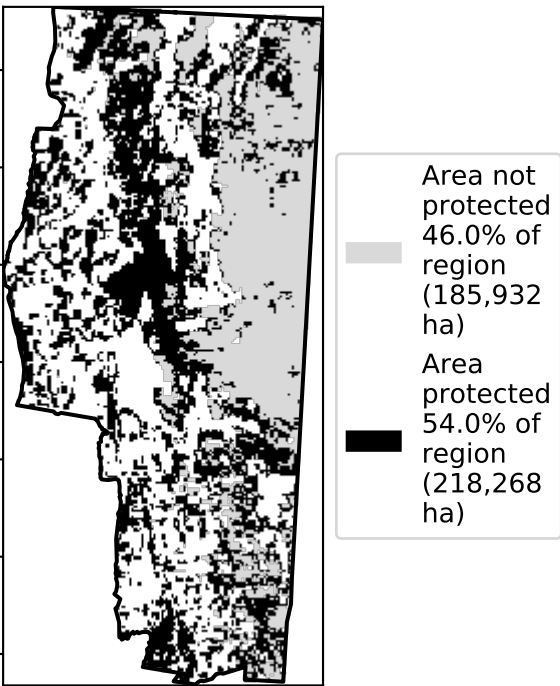 Area not
protected
46.0% of
region
(185,932
ha)
Area
protected
54.0% of
region
(218,268
ha)